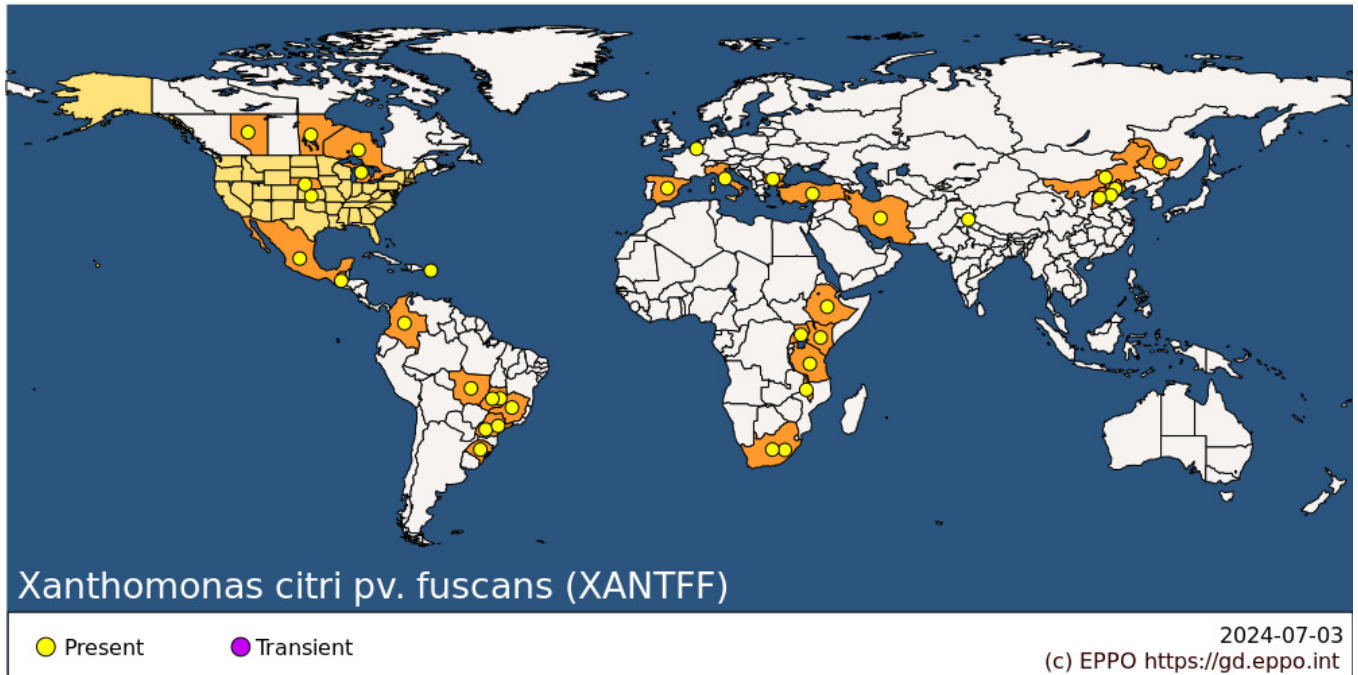 Xanthomonas citri pv. fuscans (XANTFF)
Present
Transient
2024-07-03
(c) EPPO https://gd.eppo.int